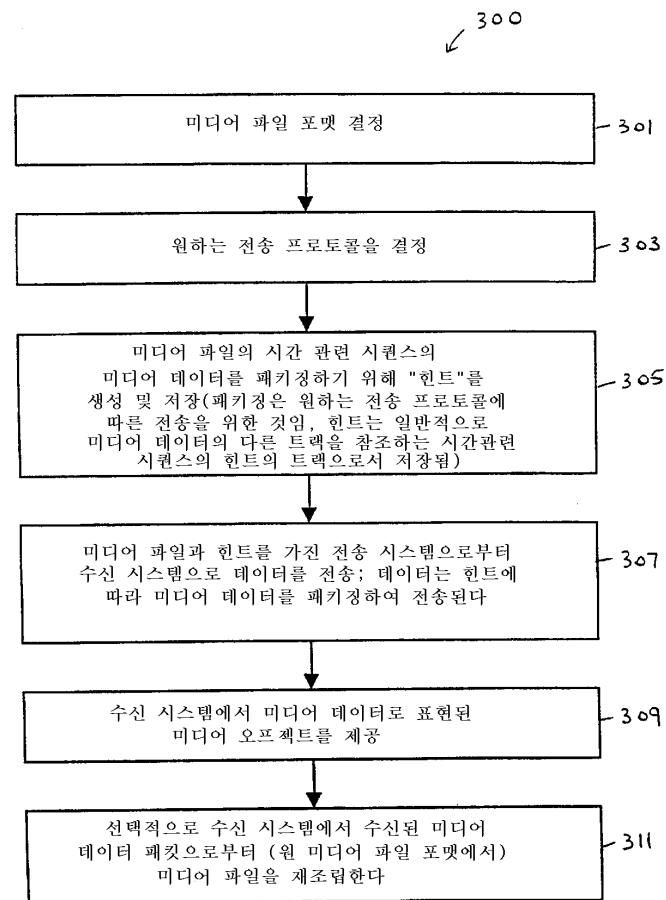 300
미디어 파일 포맷 결정
301
원하는 전송 프로토콜을 결정
303
미디어 파일의 시간 관련 시퀀스의
미디어 데이터를 패키징하기 위해 "힌트"를
생성 및 저장(패키징은 원하는 전송 프로토콜에
따른 전송을 위한 것임, 힌트는 일반적으로
미디어 데이터의 다른 트랙을 참조하는 시간관련
시퀀스의 힌트의 트랙으로서 저장됨)
305
미디어 파일과 힌트를 가진 전송 시스템으로부터
수신 시스템으로 데이터를 전송; 데이터는 힌트에
따라 미디어 데이터를 패키징하여 전송된다
307
수신 시스템에서 미디어 데이터로 표현된
미디어 오프젝트를 제공
309
선택적으로 수신 시스템에서 수신된 미디어
데이터 패킷으로부터 (원 미디어 파일 포맷에서)
미디어 파일을 재조립한다
311